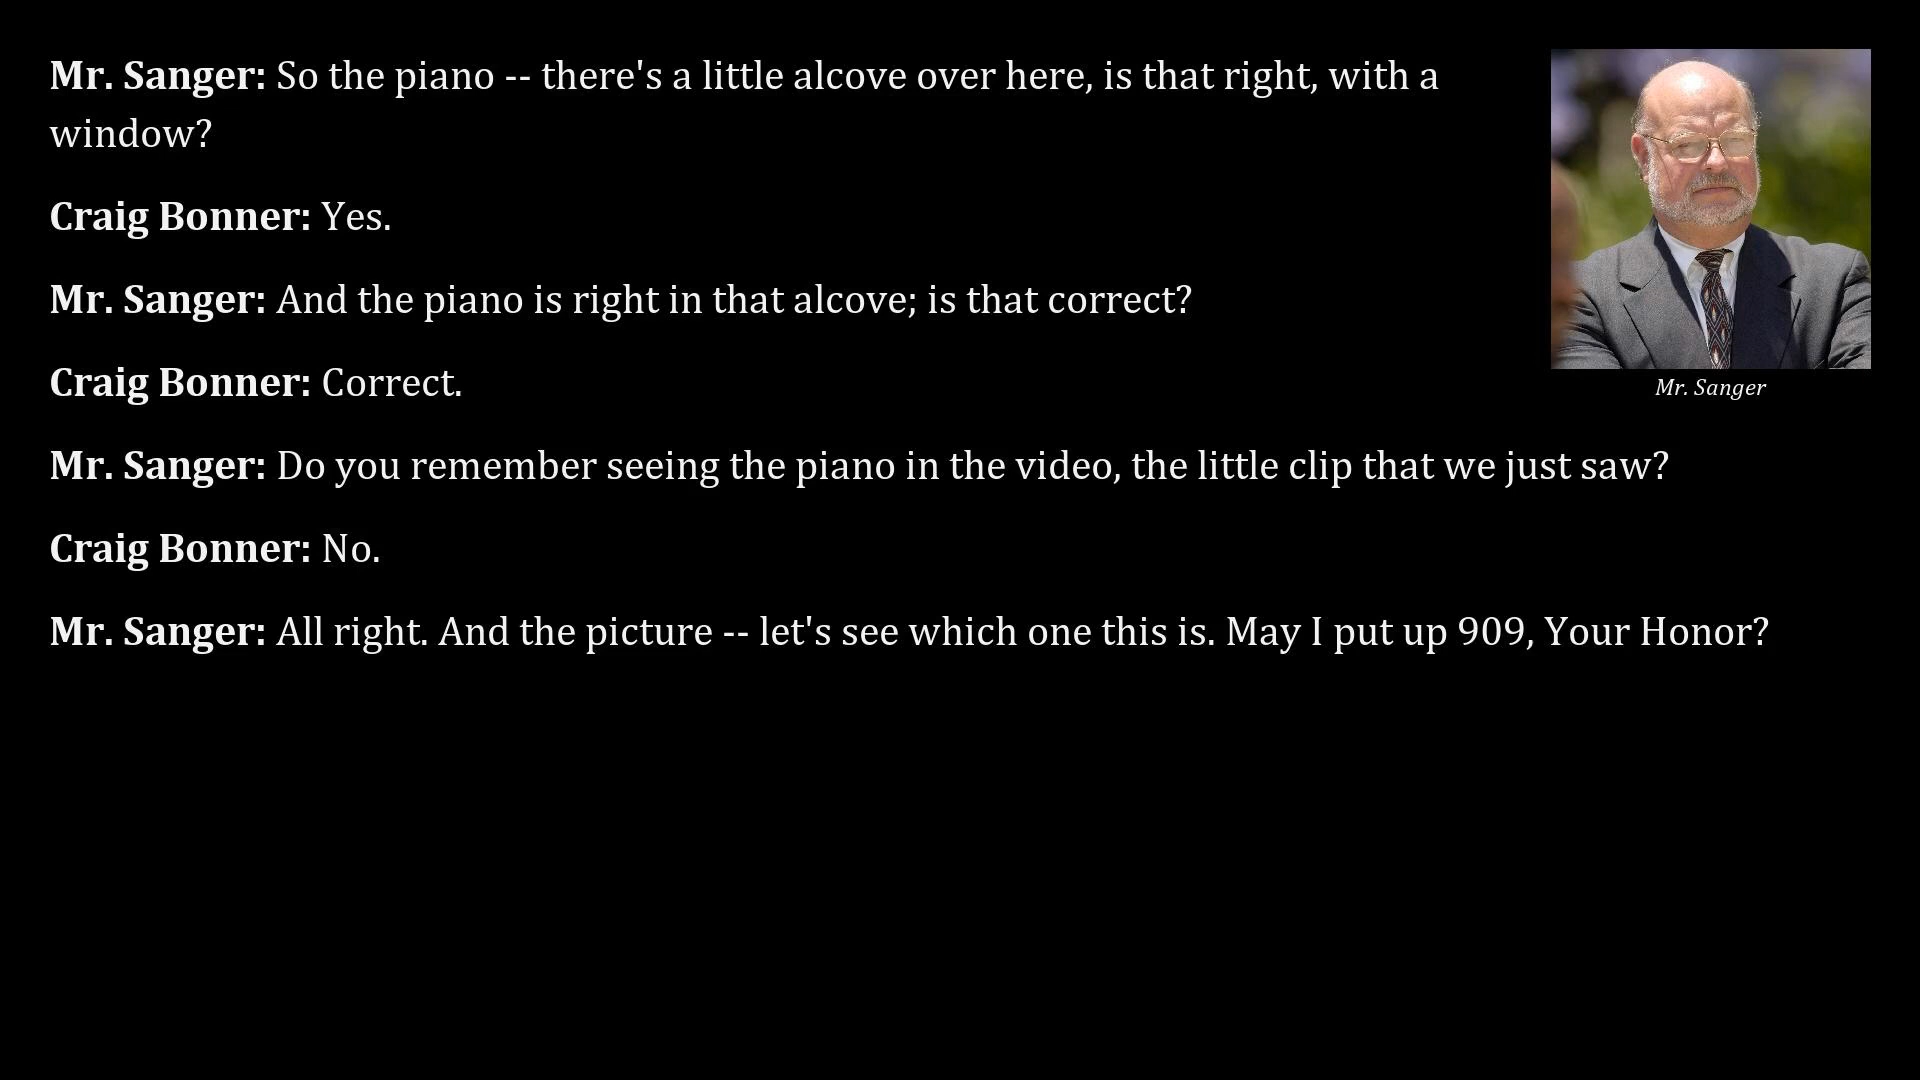 Mr. Sanger: So the piano -- there's a little alcove over here, is that right, with a
window?
Craig Bonner: Yes.
Mr. Sanger: And the piano is right in that alcove; is that correct?
Craig Bonner: Correct.
Mr. Sanger
Mr. Sanger: Do you remember seeing the piano in the video, the little clip that we just saw?
Craig Bonner: No.
Mr. Sanger: All right. And the picture -- let's see which one this is. May I put up 909, Your Honor?